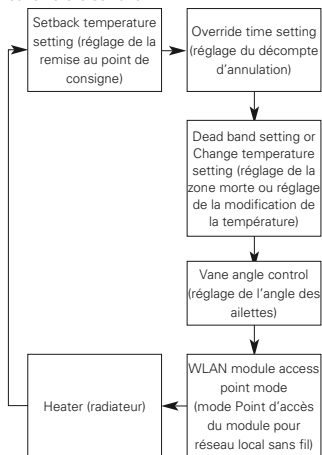 Setback temperature
setting (réglage de la
remise au point de
consigne)
Override time setting
(réglage du décompte
d'annulation)
Dead band setting or
Change temperature
setting (réglage de la
zone morte ou réglage
de la modification de
la température)
Vane angle control
(réglage de l'angle des
ailettes)
WLAN module access
point mode
(mode Point d'accès
du module pour
réseau local sans fil)
Heater (radiateur)